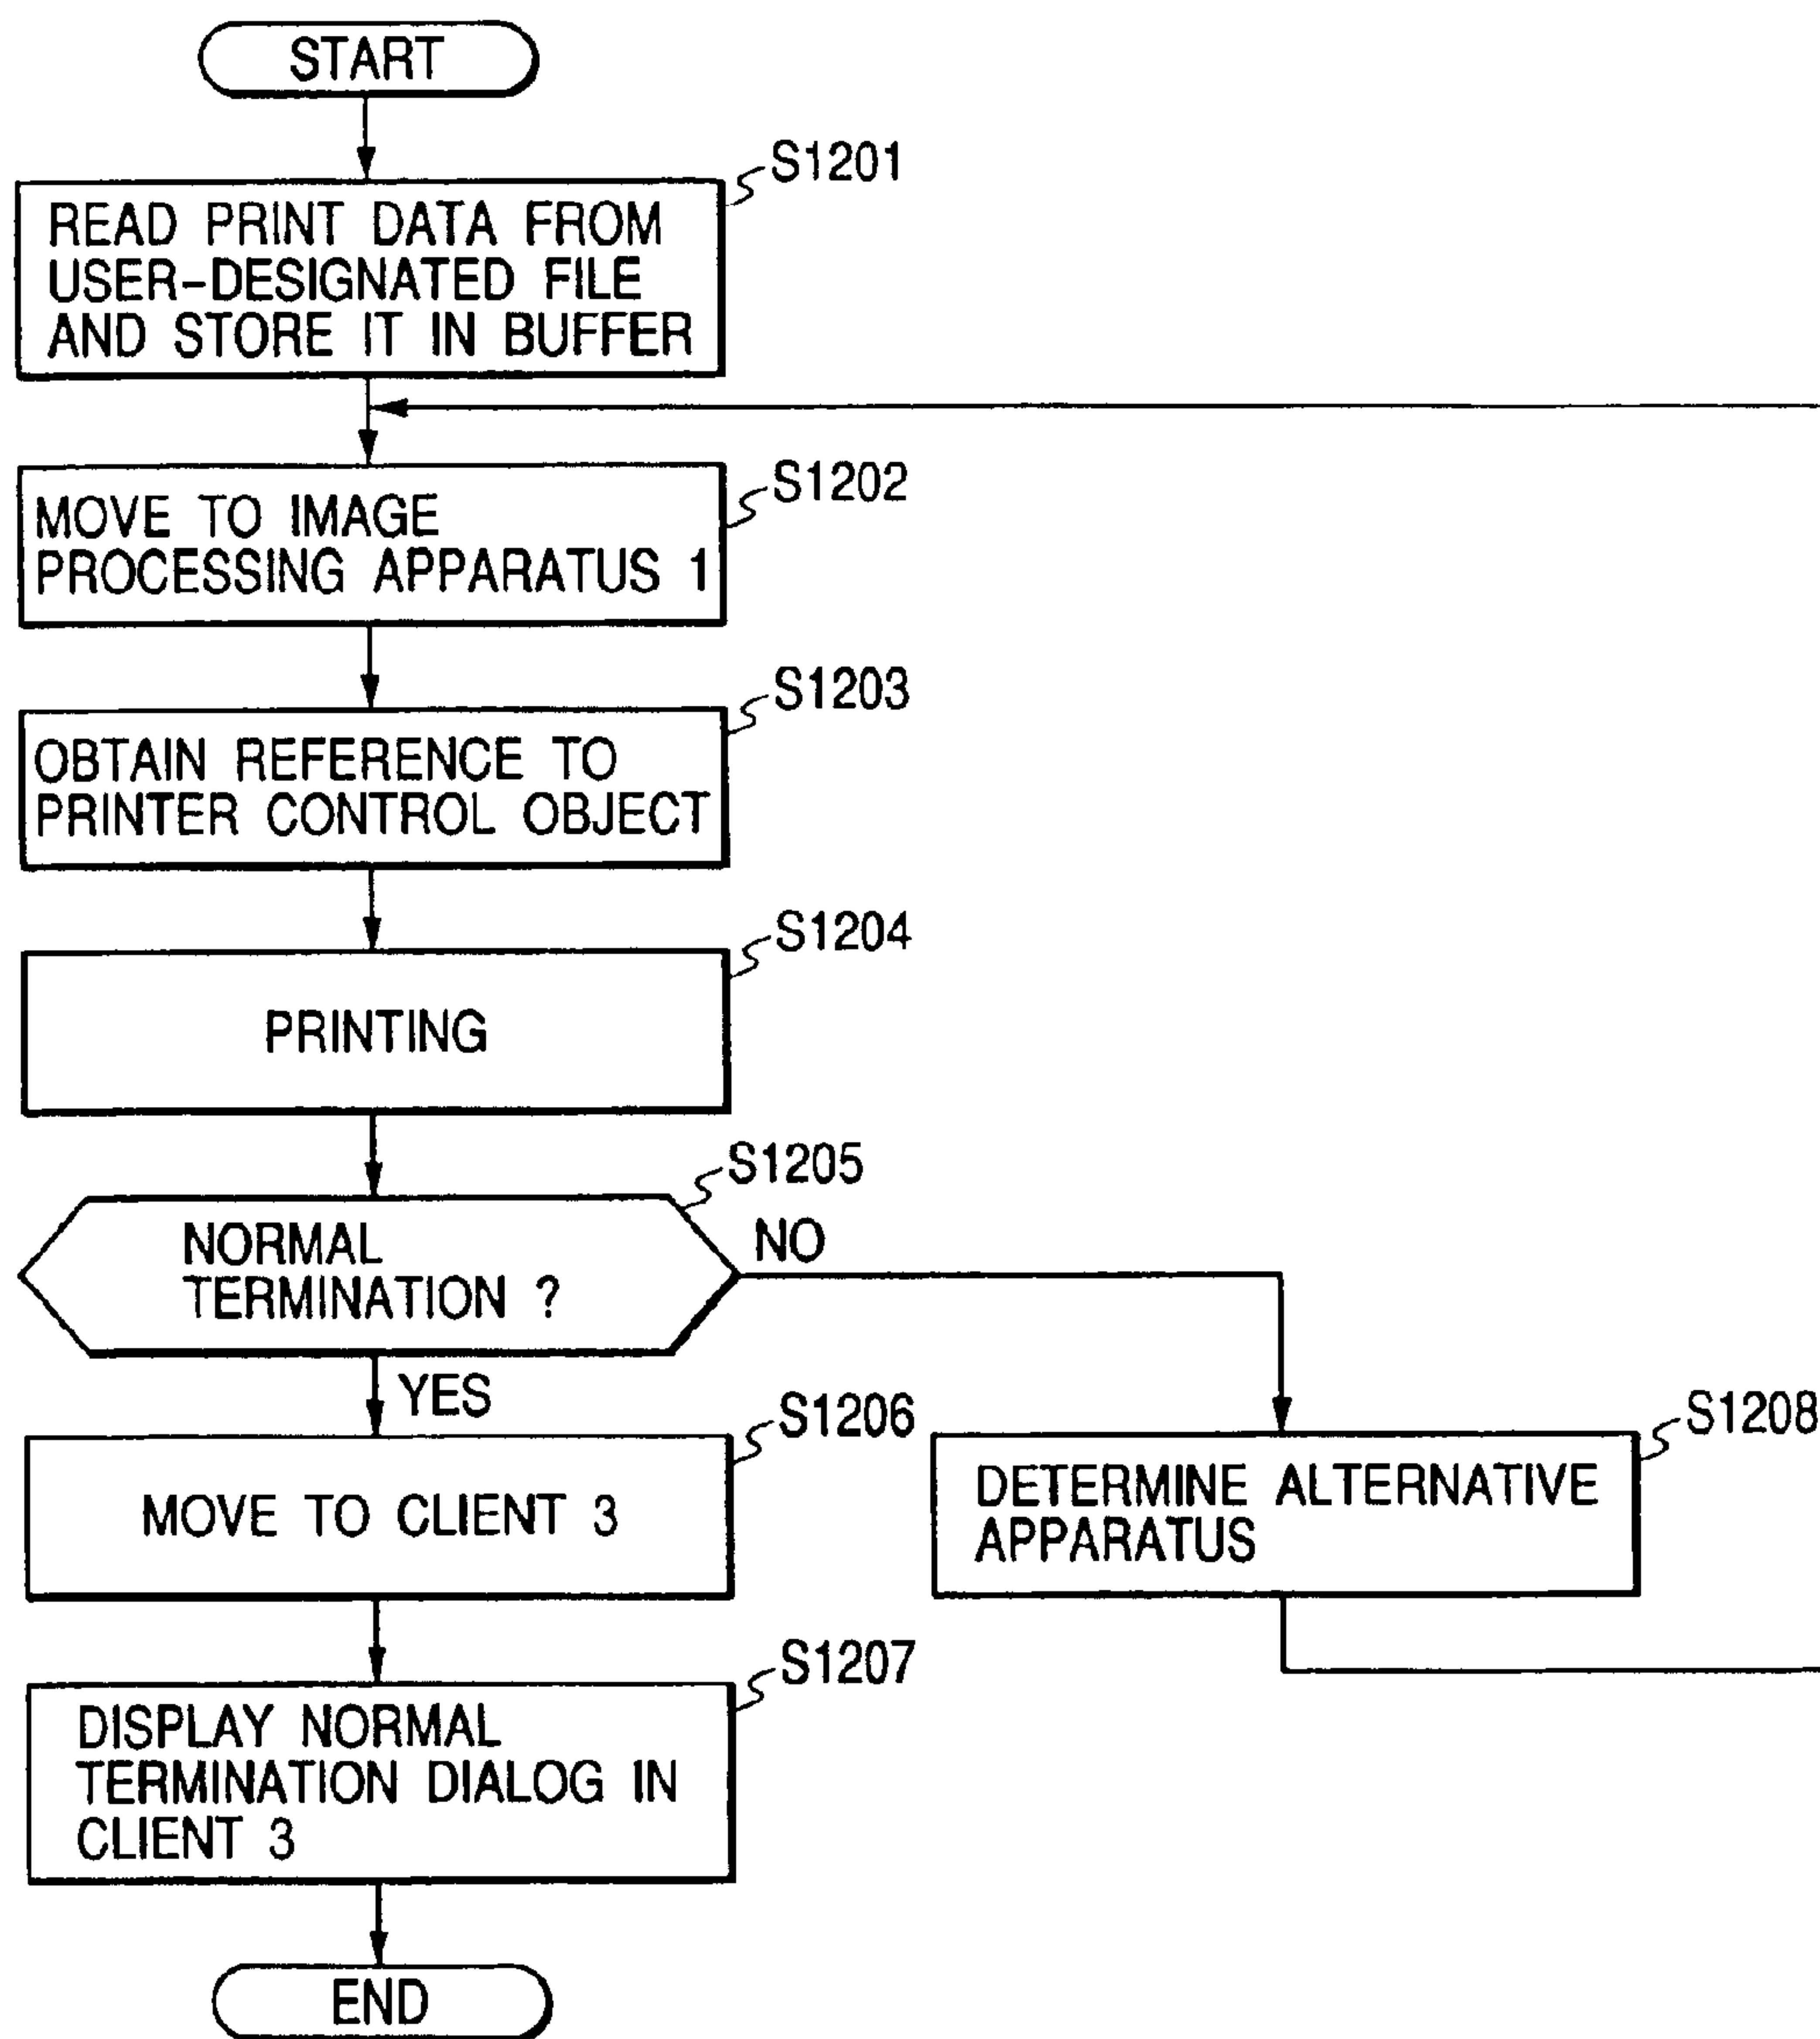 START
S1201
READ PRINT DATA FROM
USER-DESIGNATED FILE
AND STORE IT IN BUFFER
S1202
MOVE TO IMAGE
PROCESSING APPARATUS 1
S1203
OBTAIN REFERENCE TO
PRINTER CONTROL OBJECT
S1204
PRINTING
S1205
NORMAL
TERMINATION ?
NO
YES
S1206
MOVE TO CLIENT 3
S1208
DETERMINE ALTERNATIVE
APPARATUS
S1207
DISPLAY NORMAL
TERMINATION DIALOG IN
CLIENT 3
END